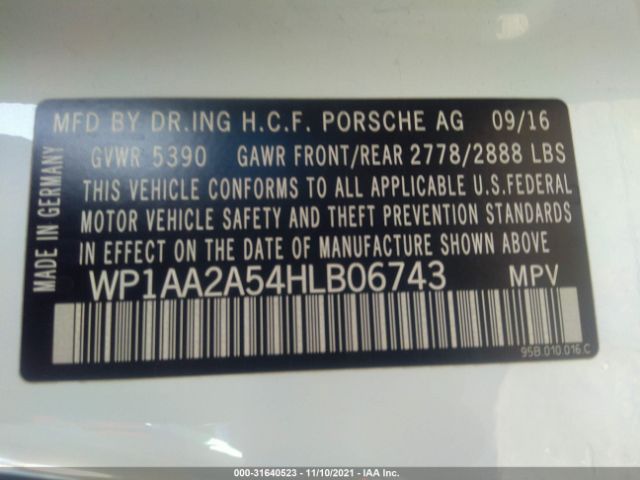 MFD BY DR.ING H.C.F. PORSCHE AG 09/16
GVWR 5390 GAWR FRONT/REAR 2778/2888 LBS
THIS VEHICLE CONFORMS TO ALL APPLICABLE U.S.FEDERAL
MOTOR VEHICLE SAFETY AND THEFT PREVENTION STANDARDS
IN EFFECT ON THE DATE OF MANUFACTURE SHOWN ABOVE
WP1AA2A54HLB06743 MPV
95B.010.016.C
MADE IN GERMANY
000-31640523 - 11/10/2021 - IAA Inc.